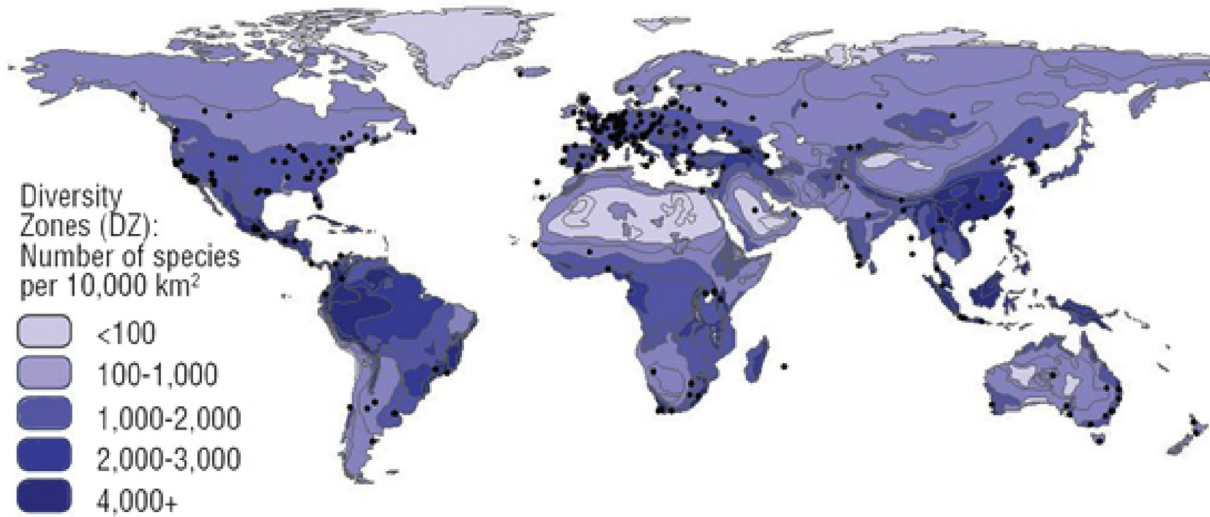 Diversity
Zones (DZ):
Number of species
per 10,000 km²
<100
100-1,000
1,000-2,000
2,000-3,000
4,000+